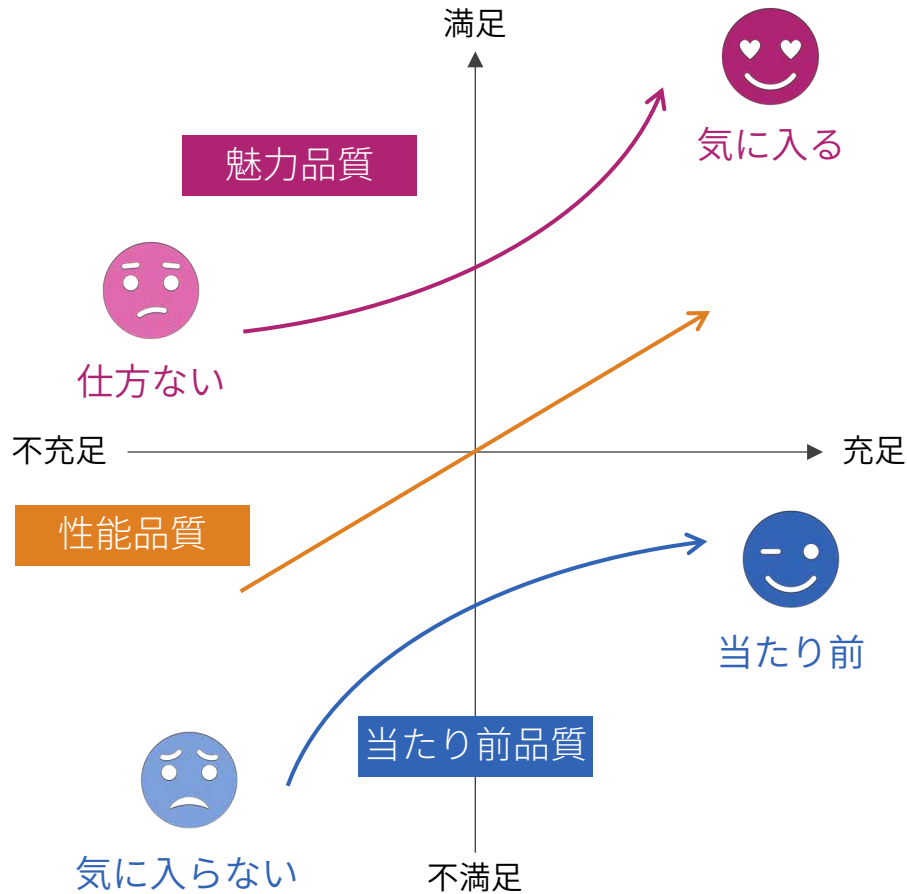 満足
気に入る
魅力品質
仕方ない
不充足
充足
性能品質
当たり前
当たり前品質
気に入らない
不満足